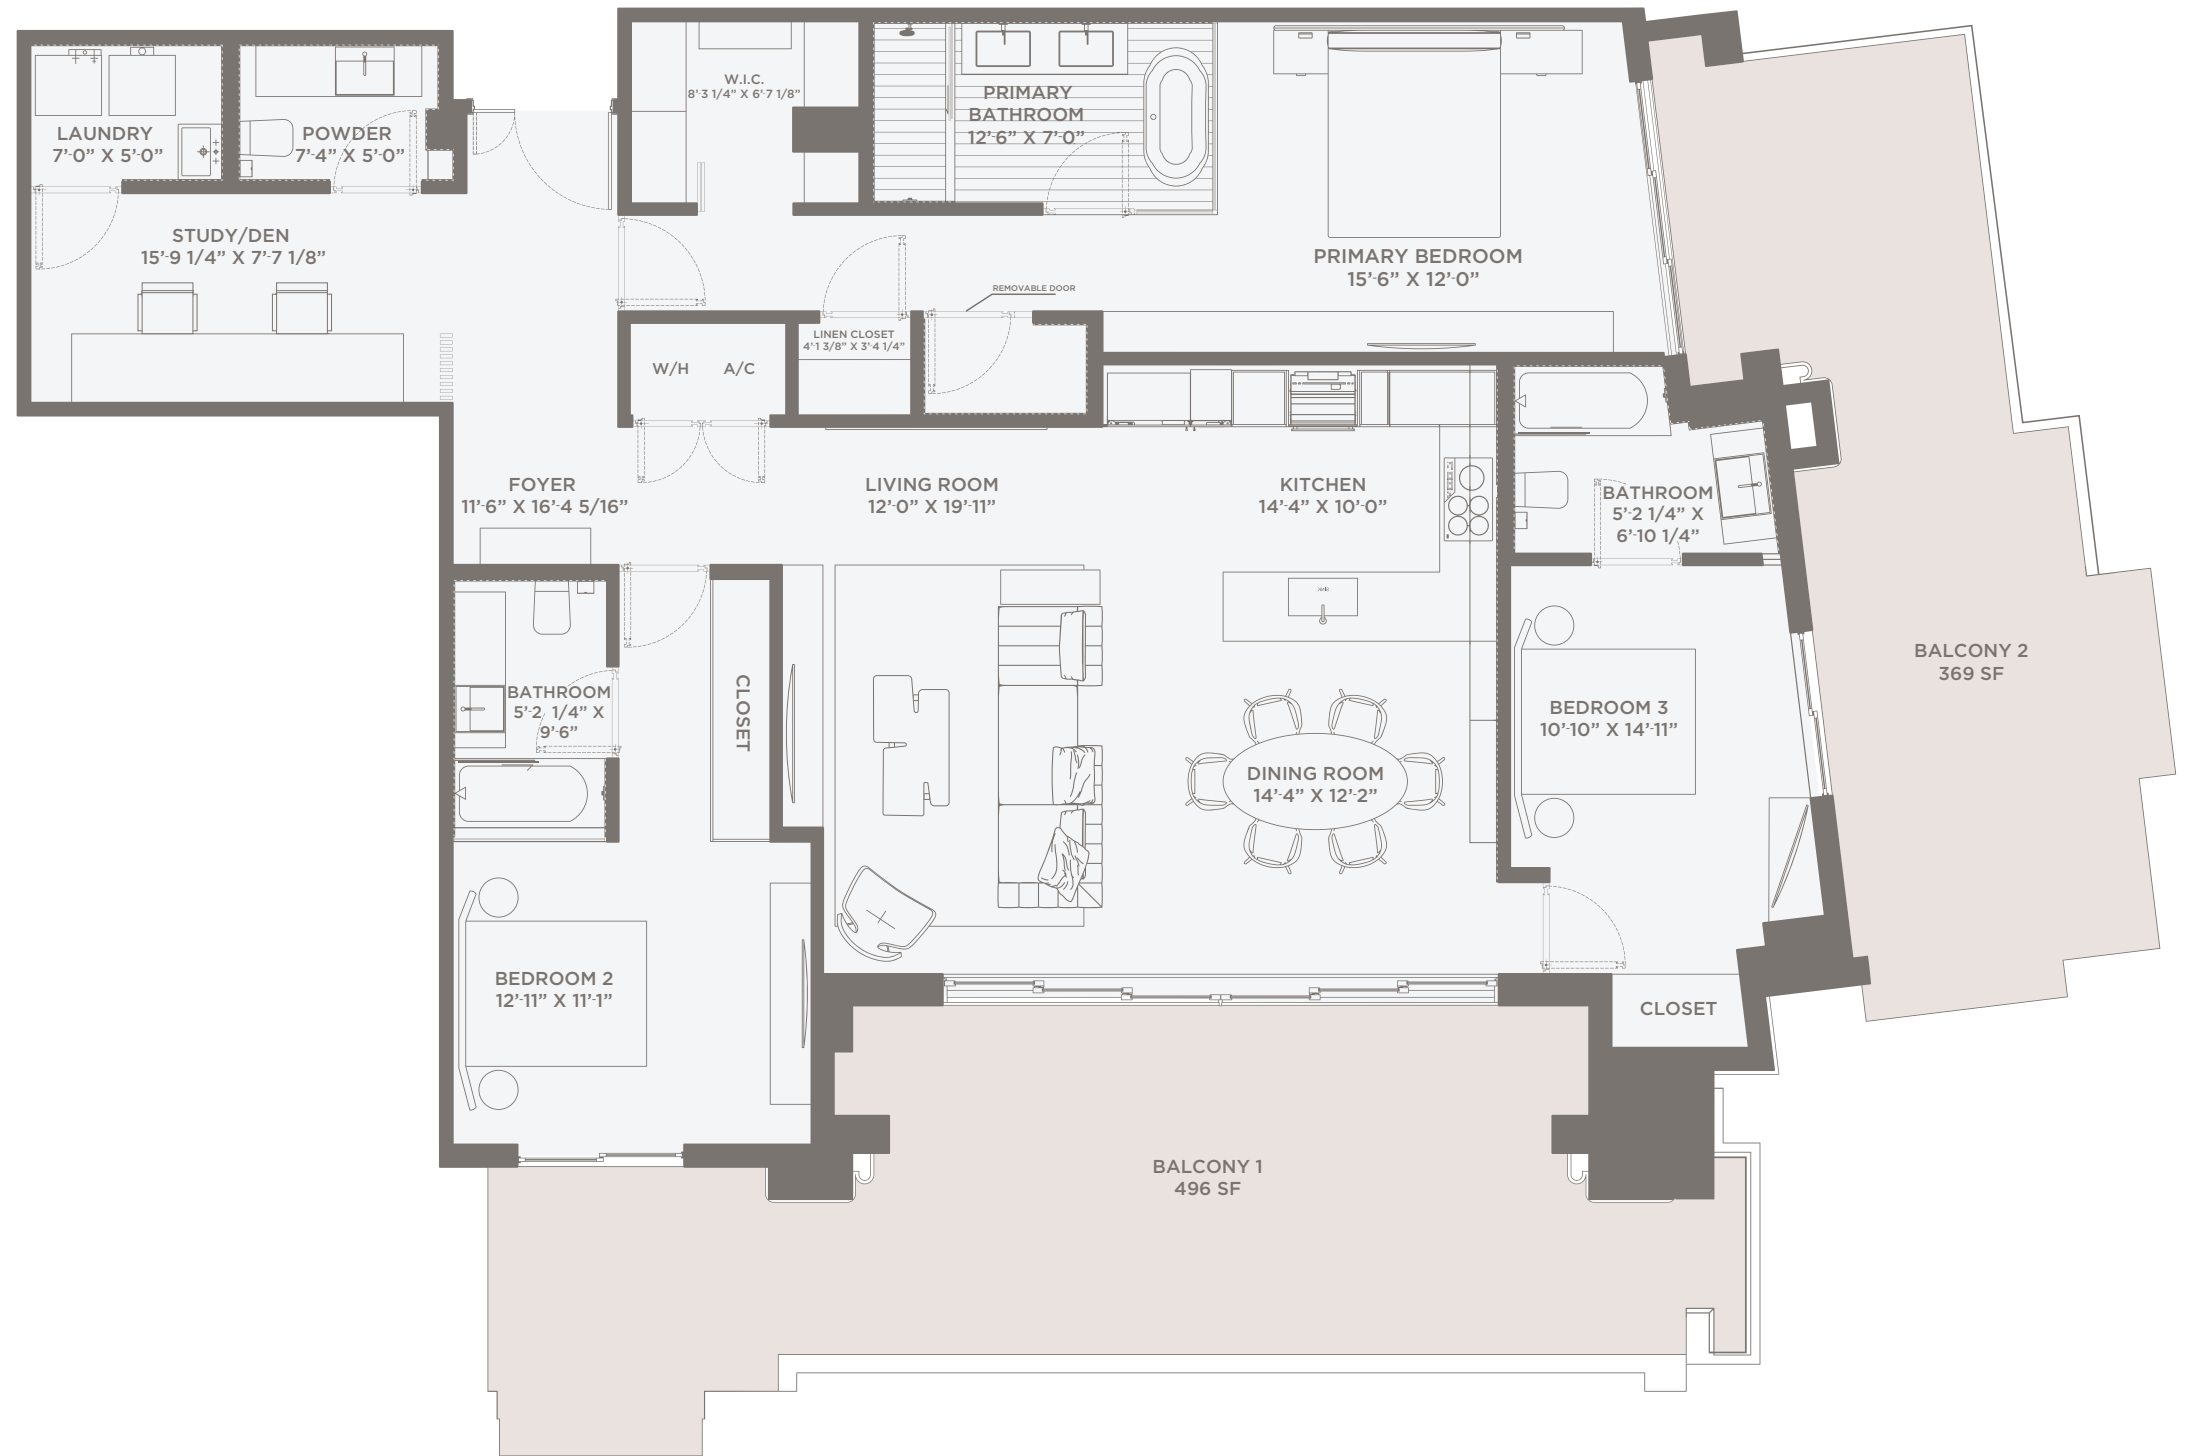 W.I.C.
8'-3 1/4” X 6'-7 1/8”
PRIMARY
BATHROOM
12'-6” X 7'-0”
LAUNDRY
7'-0” X 5'-0”
POWDER
7'-4” X 5'-0”
STUDY/DEN
15'-9 1/4” X 7'-7 1/8”
PRIMARY BEDROOM
15'-6” X 12'-0”
REMOVABLE DOOR
LINEN CLOSET
4'-1 3/8” X 3'-4 1/4”
W/H
A/C
FOYER
11'-6” X 16'-4 5/16”
LIVING ROOM
12'-0” X 19'-11”
KITCHEN
14'-4” X 10'-0”
BATHROOM
5'-2 1/4” X
6'-10 1/4”
BALCONY 2
369 SF
BATHROOM
5'-2 1/4” X
9'-6”
CLOSET
BEDROOM 3
10'-10” X 14'-11”
DINING ROOM
14'-4” X 12'-2”
BEDROOM 2
12'-11” X 11'-1”
CLOSET
BALCONY 1
496 SF